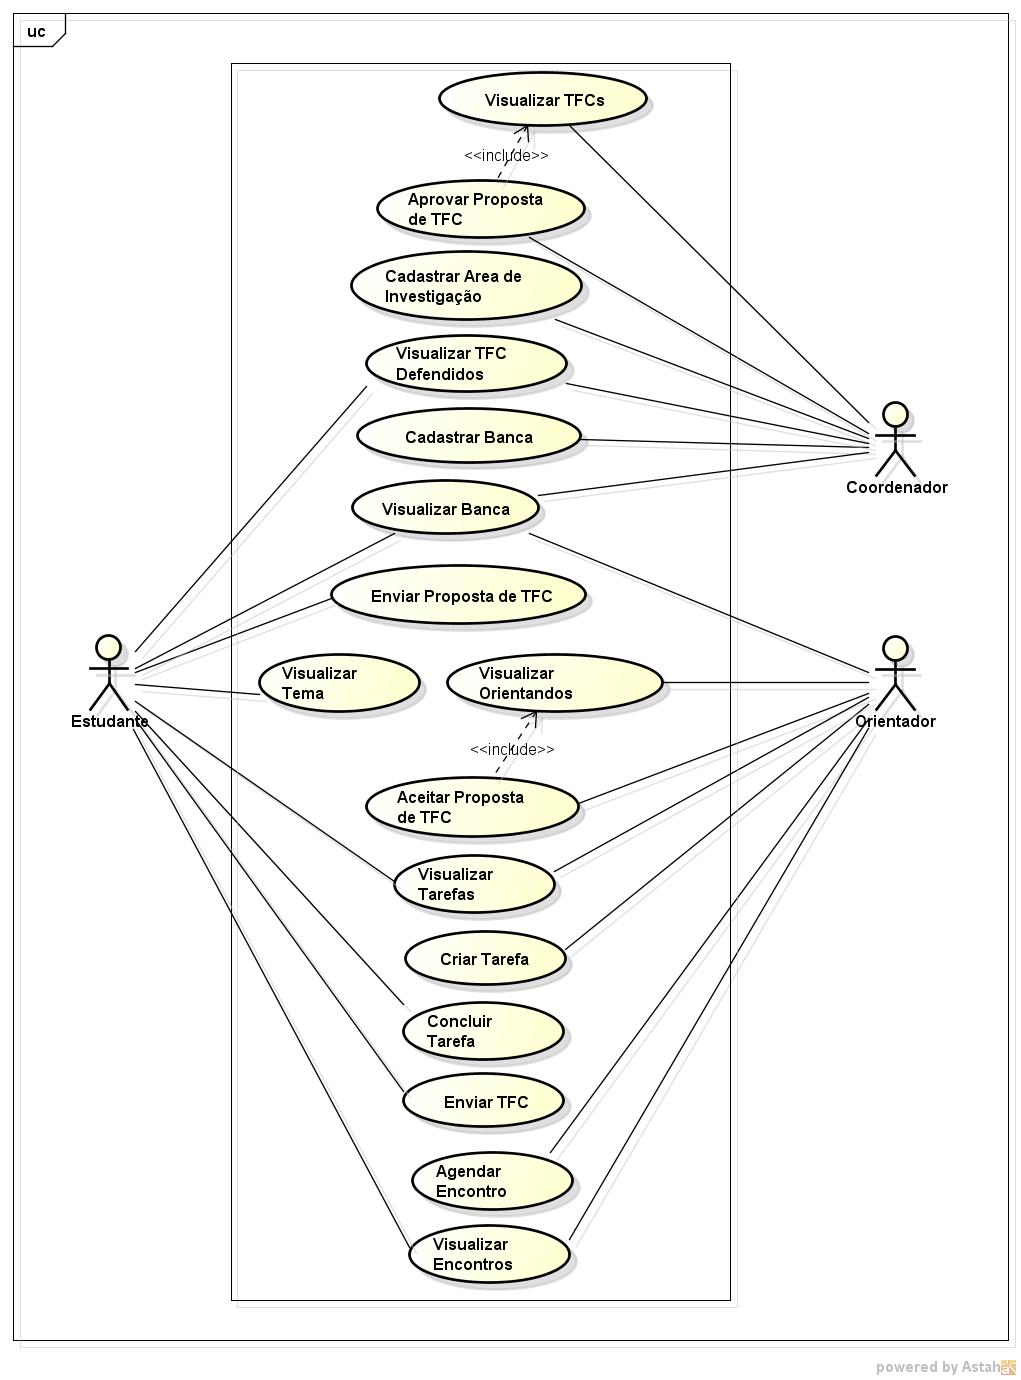 uc
Visualizar TFCs
<<include>>
Aprovar Proposta
de TFC
Cadastrar Area de
Investigação
Visualizar TFC
Defendidos
Cadastrar Banca
Coordenador
Visualizar Banca
Enviar Proposta de TFC
Visualizar
Tema
Visualizar
Orientandos
Estudante
Orientador
<<include>>
Aceitar Proposta
de TFC
Visualizar
Tarefas
Criar Tarefa
Concluir
Tarefa
Enviar TFC
Agendar
Encontro
Visualizar
Encontros
powered by Astah